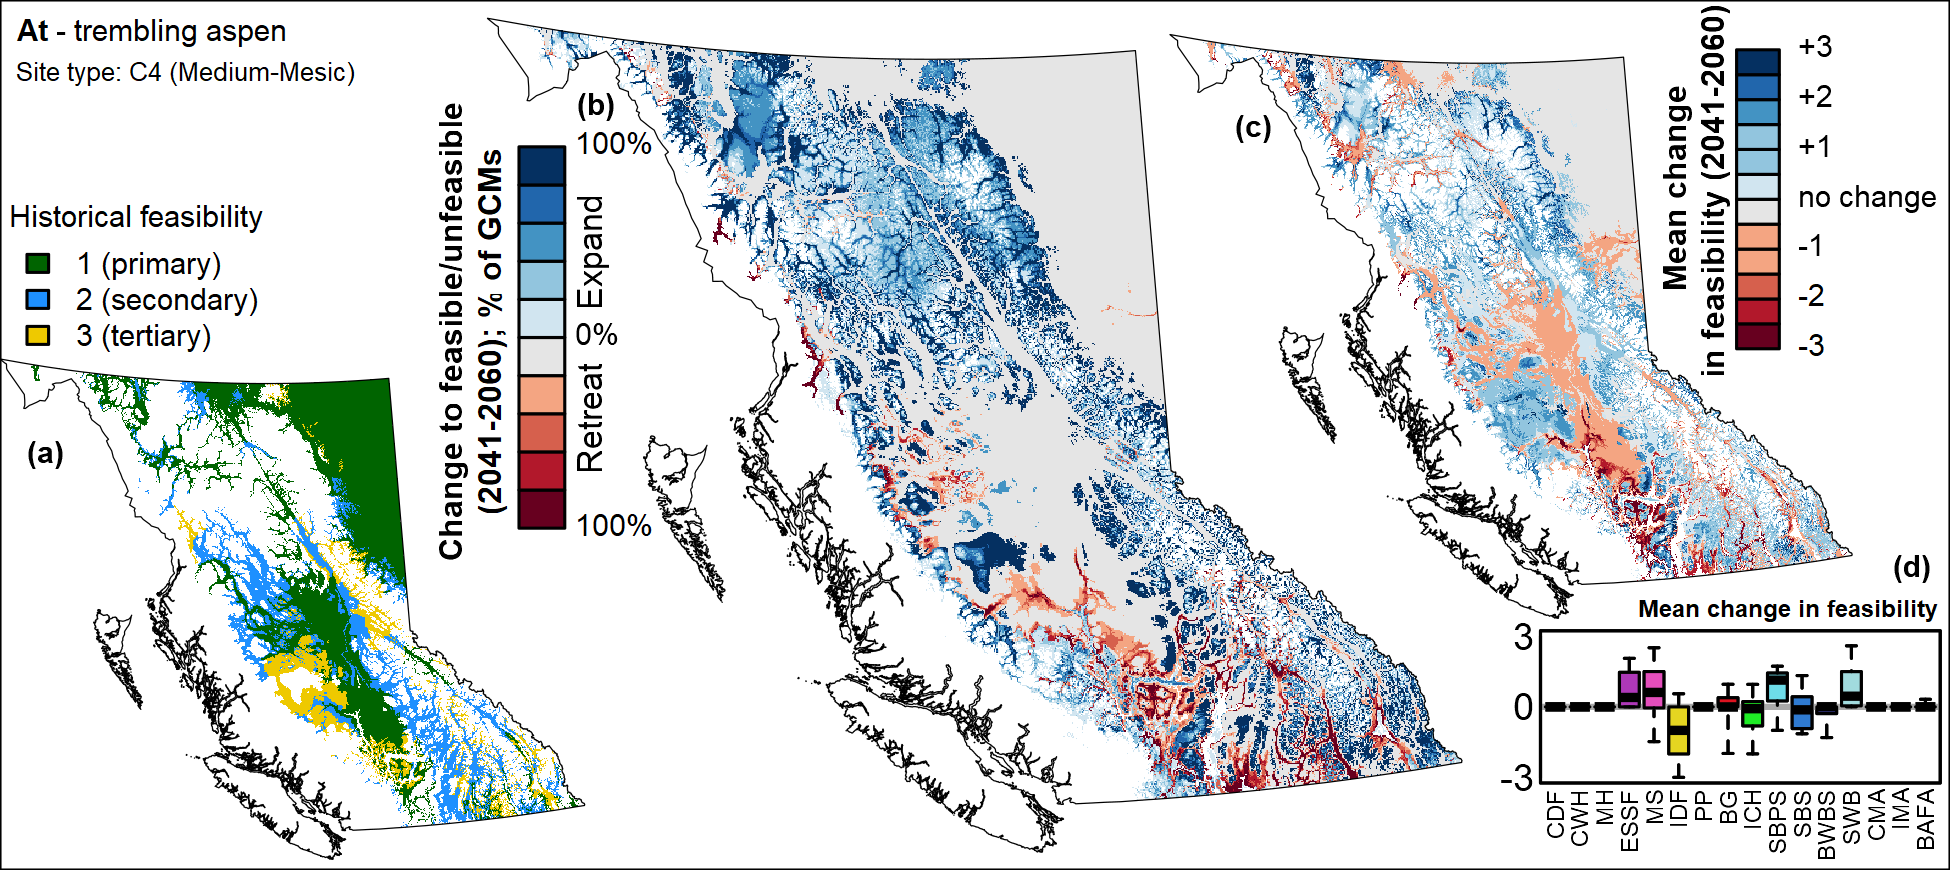 At - trembling aspen
Site type: C4 (Medium-Mesic)
Historical feasibility
1 (primary)
2 (secondary)
3 (tertiary)
(a)
(b)
Change to feasible/unfeasible
(2041-2060); % of GCMs
100%
Expand
0%
Retreat
100%
(c)
Mean change
in feasibility (2041-2060)
+3
+2
+1
no change
-1
-2
-3
(d)
Mean change in feasibility
3
0
-3
CDF
CWH
MH
ESSF
MS
IDF
PP
BG
ICH
SBPS
SBS
BWBS
SWB
CMA
IMA
BAFA